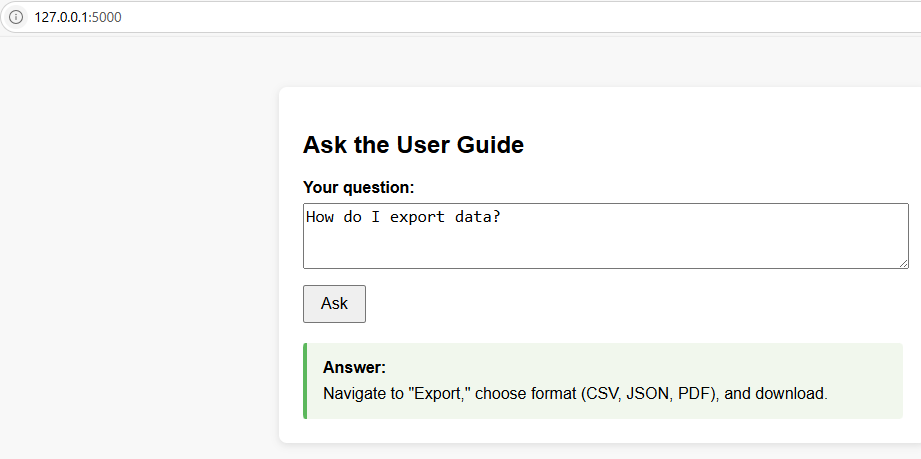 127.0.0.1:5000
Ask the User Guide
Your question:
How do I export data?
Ask
Answer:
Navigate to "Export," choose format (CSV, JSON, PDF), and download.